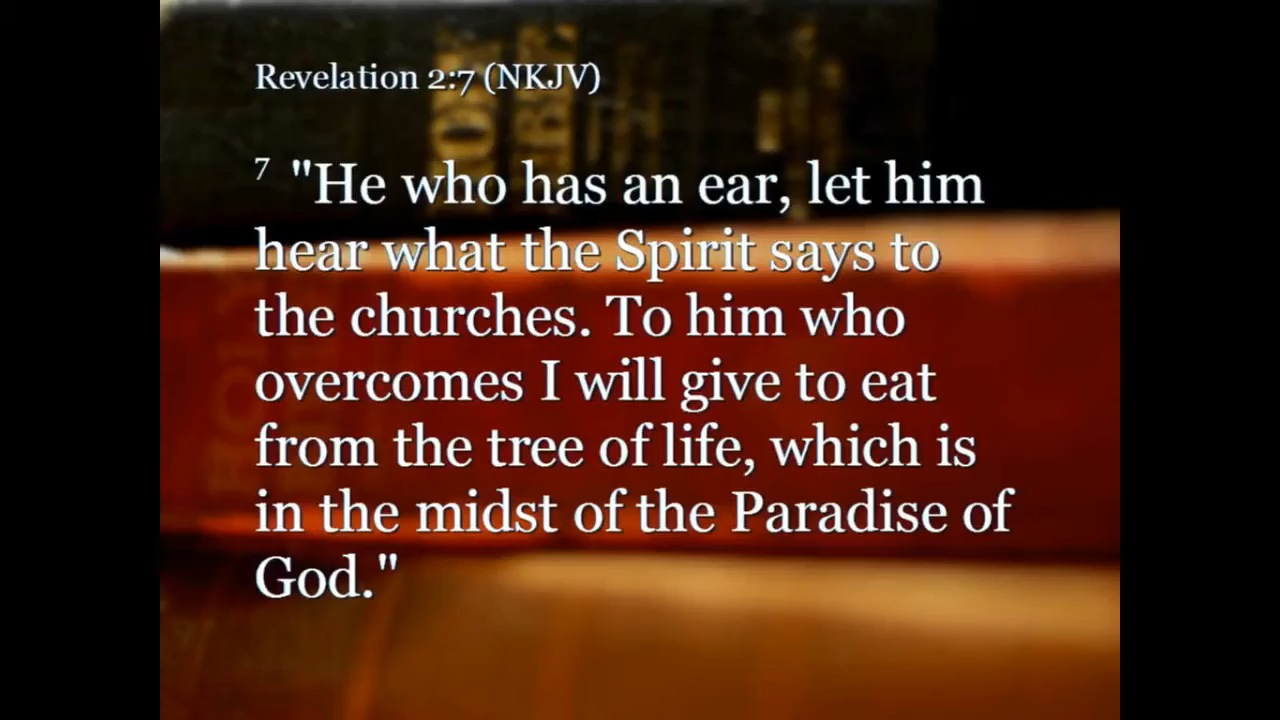 Revelation 2:7 (NKJV)
7 "He who has an ear, let him
hear what the Spirit says to
the churches. To him who
overcomes I will give to eat
from the tree of life, which is
in the midst of the Paradise of
God."